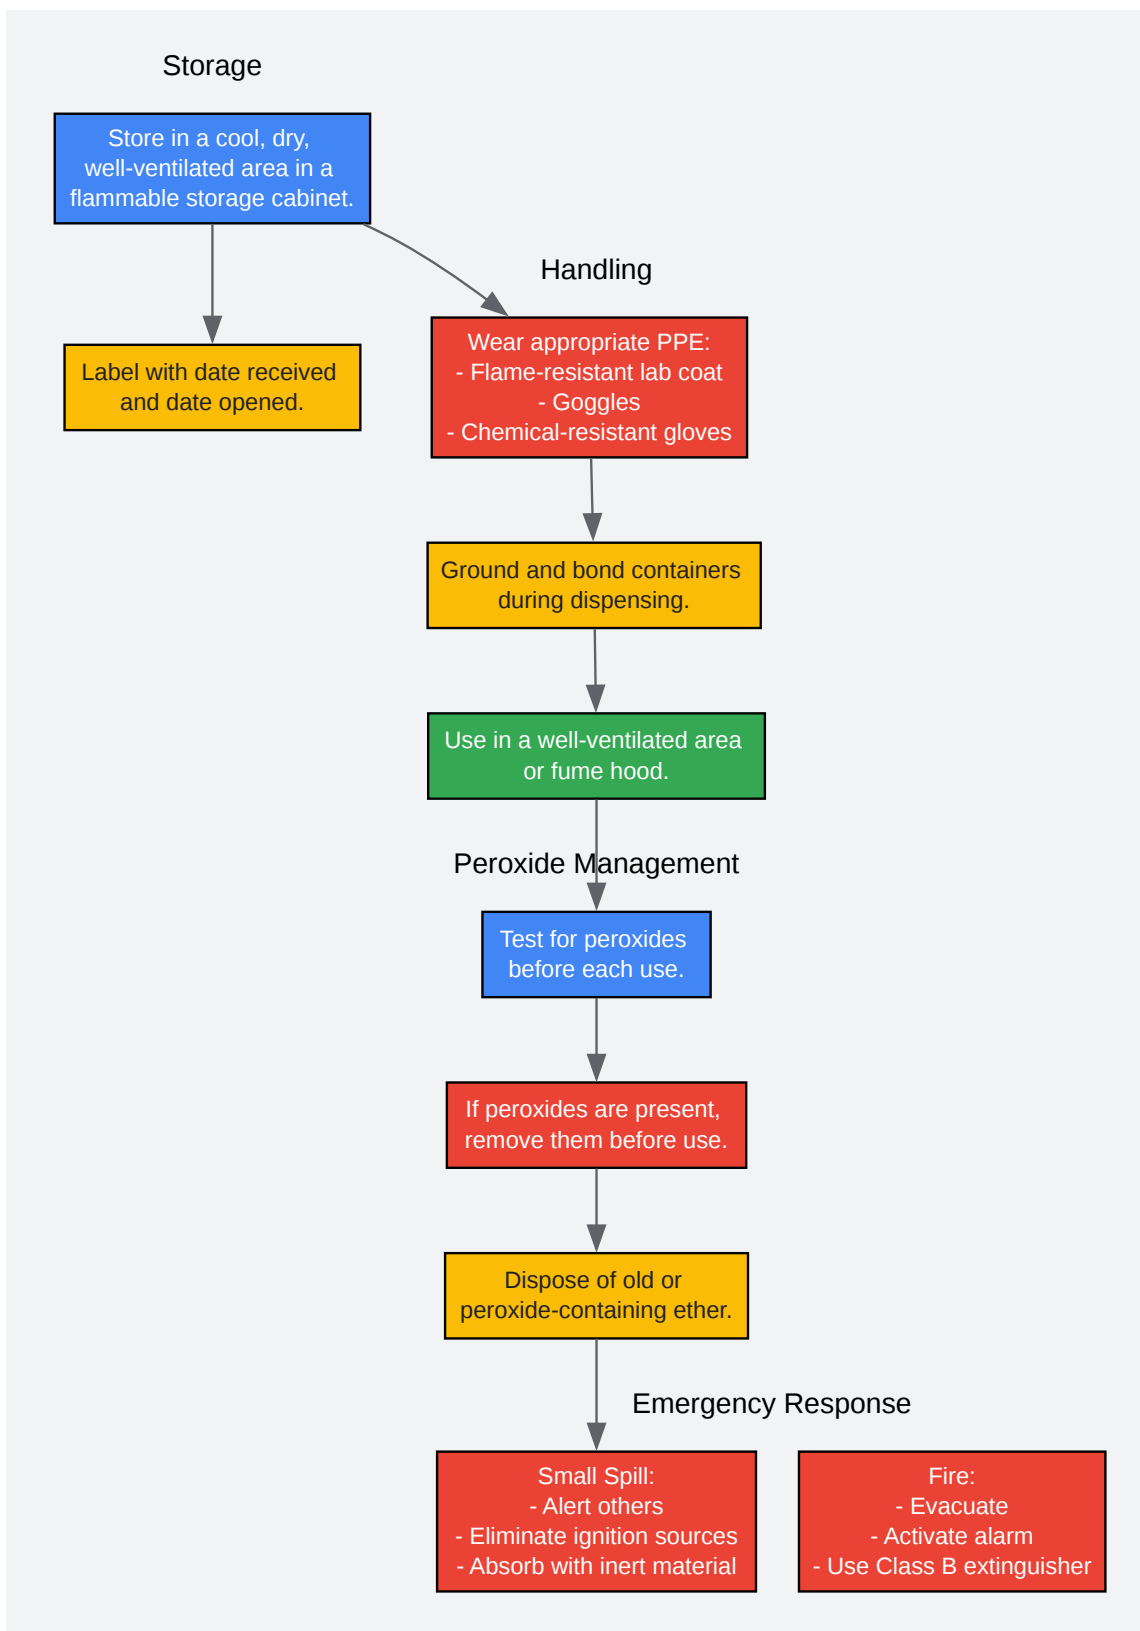 Storage
Store in a cool, dry,
well-ventilated area in a
flammable storage cabinet.
Label with date received
and date opened.
Handling
Wear appropriate PPE:
- Flame-resistant lab coat
- Goggles
- Chemical-resistant gloves
Ground and bond containers
during dispensing.
Use in a well-ventilated area
or fume hood.
Peroxide Management
Test for peroxides
before each use.
If peroxides are present,
remove them before use.
Dispose of old or
peroxide-containing ether.
Emergency Response
Small Spill:
- Alert others
- Eliminate ignition sources
- Absorb with inert material
Fire:
- Evacuate
- Activate alarm
- Use Class B extinguisher